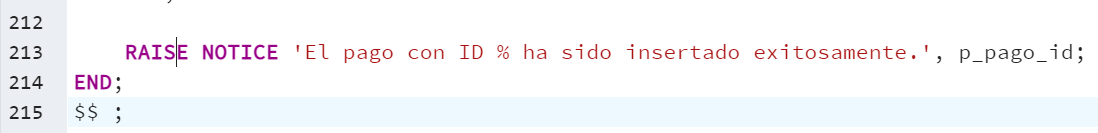 212
213 RAISE NOTICE 'El pago con ID % ha sido insertado exitosamente.', p_pago_id;
214 END;
215 $$ ;